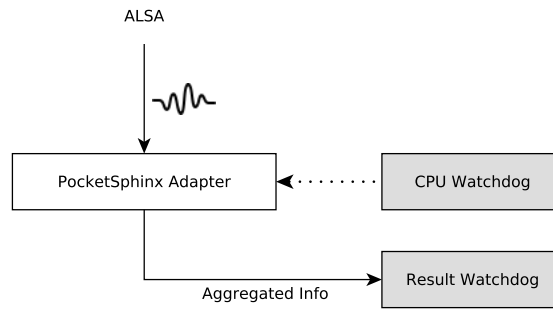 ALSA
PocketSphinx Adapter
CPU Watchdog
Result Watchdog
Aggregated Info